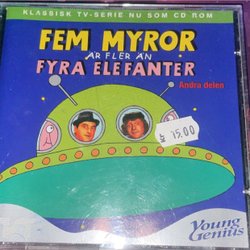 KLASSISK TV-SERIE NU SOM CD ROM
FEM MYROR
ÄR FLER ÄN
FYRA ELEFANTER
Andra delen
15.00
Young
Genius